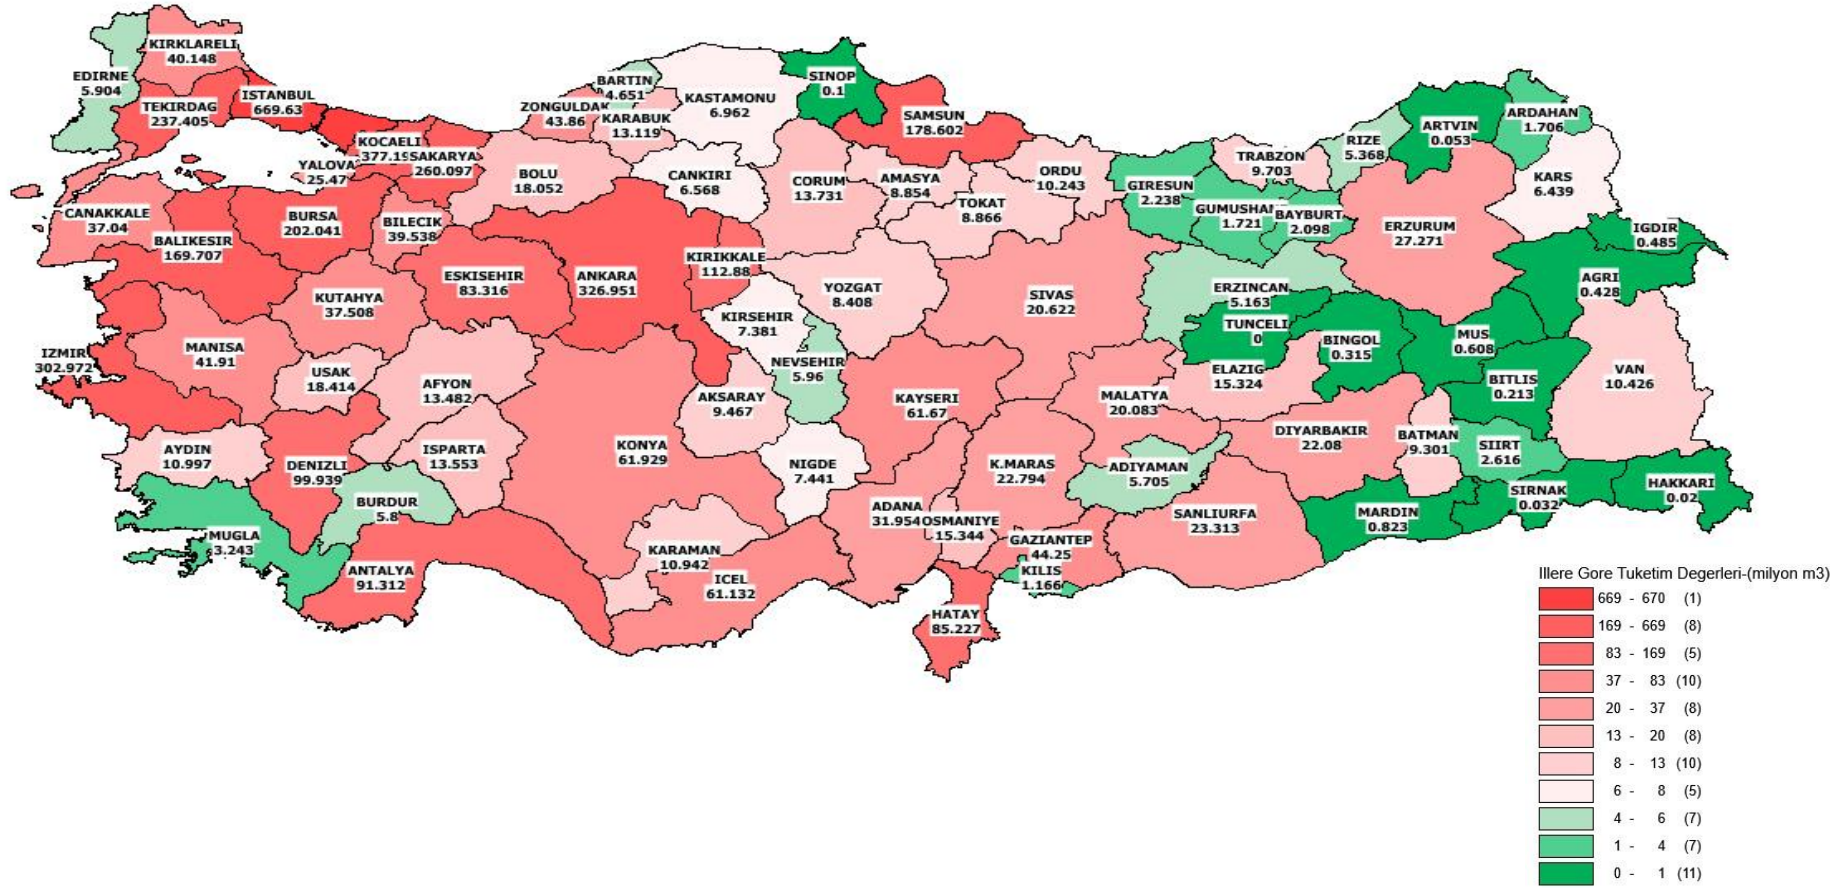 KIRKLARELI
40.148
EDIRNE
5.904
TEKIRDAG
237.405
ISTANBUL
669.63
KOCAELI
377.19
SAKARYA
260.097
YALOVA
25.47
BARTIN
4.651
ZONGULDAK
43.86
KARABUK
13.119
KASTAMONU
6.962
SINOP
0.1
SAMSUN
178.602
BOLU
18.052
CANKIRI
6.568
CORUM
13.731
AMASYA
8.854
TOKAT
8.866
ORDU
10.243
GIRESUN
2.238
GUMUSHAN
1.721
BAYBURT
2.098
TRABZON
9.703
RIZE
5.368
ARTVIN
0.053
ARDAHAN
1.706
KARS
6.439
IGDIR
0.485
AGRI
0.428
ERZURUM
27.271
CANAKKALE
37.04
BALIKESIR
169.707
BURSA
202.041
BILECIK
39.538
ESKISEHIR
83.316
ANKARA
326.951
KIRIKKALE
112.88
KUTAHYA
37.508
YOZGAT
8.408
SIVAS
20.622
ERZINCAN
5.163
TUNCELI
0
BINGOL
0.315
MUS
0.608
BITLIS
0.213
VAN
10.426
KIRSEHIR
7.381
NEVSEHIR
5.96
IZMIR
302.972
MANISA
41.91
USAK
18.414
AFYON
13.482
AKSARAY
9.467
KAYSERI
61.67
MALATYA
20.083
ELAZIG
15.324
DIYARBAKIR
22.08
BATMAN
9.301
SIIRT
2.616
SIRNAK
0.032
HAKKARI
0.02
AYDIN
10.997
DENIZLI
99.939
ISPARTA
13.553
KONYA
61.929
NIGDE
7.441
K.MARAS
22.794
ADIYAMAN
5.705
SANLIURFA
23.313
MARDIN
0.823
BURDUR
5.8
MUGLA
3.243
ANTALYA
91.312
KARAMAN
10.942
ICEL
61.132
ADANA
31.954
OSMANIYE
15.344
GAZIANTEP
44.25
KILIS
1.166
HATAY
85.227
Illere Gore Tuketim Degerleri-(milyon m3)
669 - 670 (1)
169 - 669 (8)
83 - 169 (5)
37 - 83 (10)
20 - 37 (8)
13 - 20 (8)
8 - 13 (10)
6 - 8 (5)
4 - 6 (7)
1 - 4 (7)
0 - 1 (11)